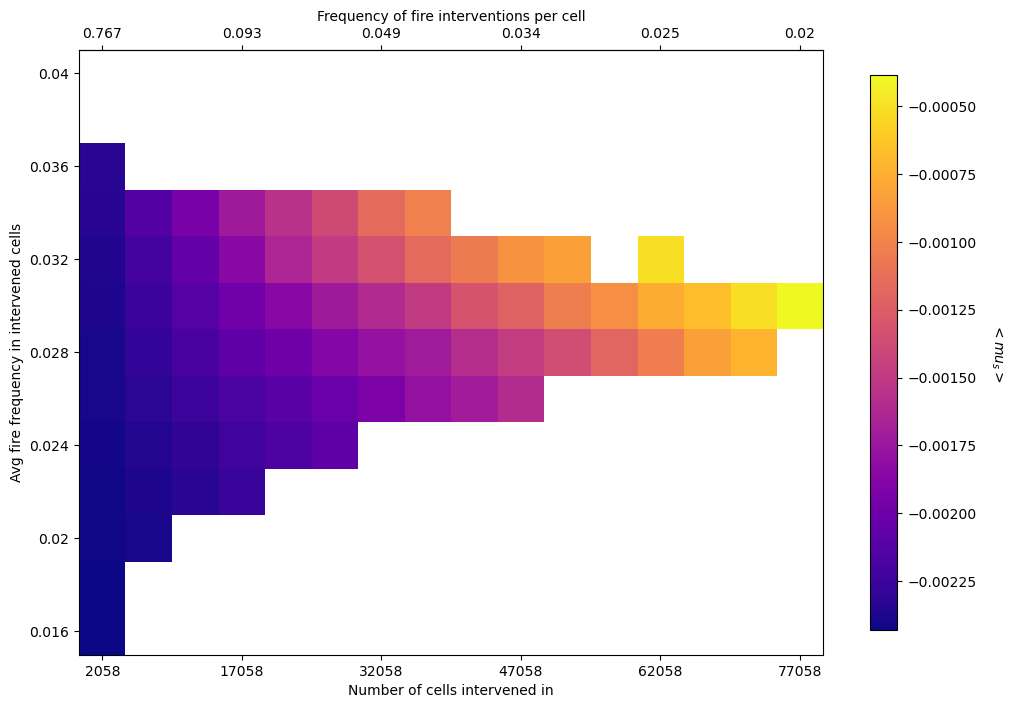 Frequency of fire interventions per cell
0.767 0.093 0.049 0.034 0.025 0.02
0.04
0.036
0.032
0.028
0.024
0.02
0.016
Avg fire frequency in intervened cells
2058 17058 32058 47058 62058 77058
Number of cells intervened in
−0.00050
−0.00075
−0.00100
−0.00125
−0.00150
−0.00175
−0.00200
−0.00225
< mu_s >